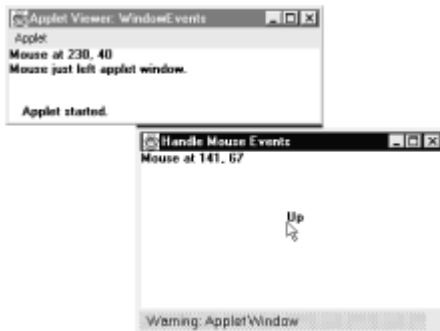 Applet Viewer: WindowEvents
Applet
Mouse at 230, 40
Mouse just left applet window.
Applet started.
Handle Mouse Events
Mouse at 141, 67
Up
Warning: Applet Window